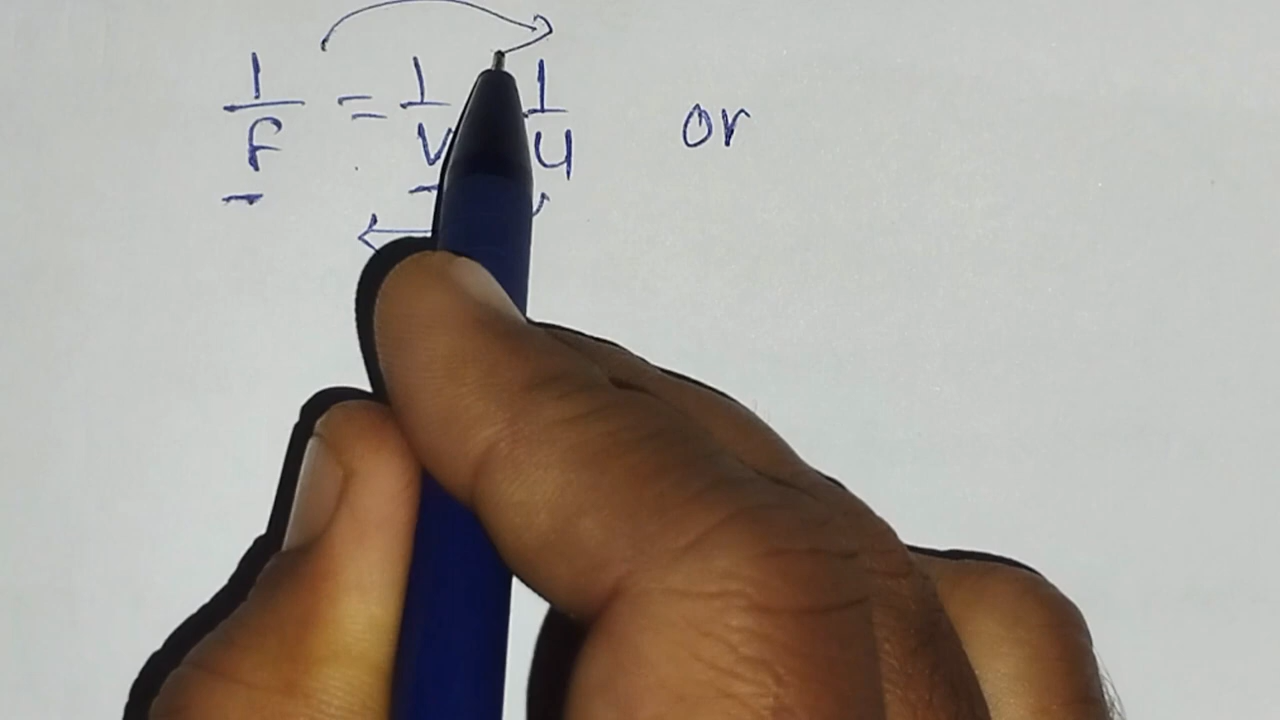 1/F = 1/V 1/u or